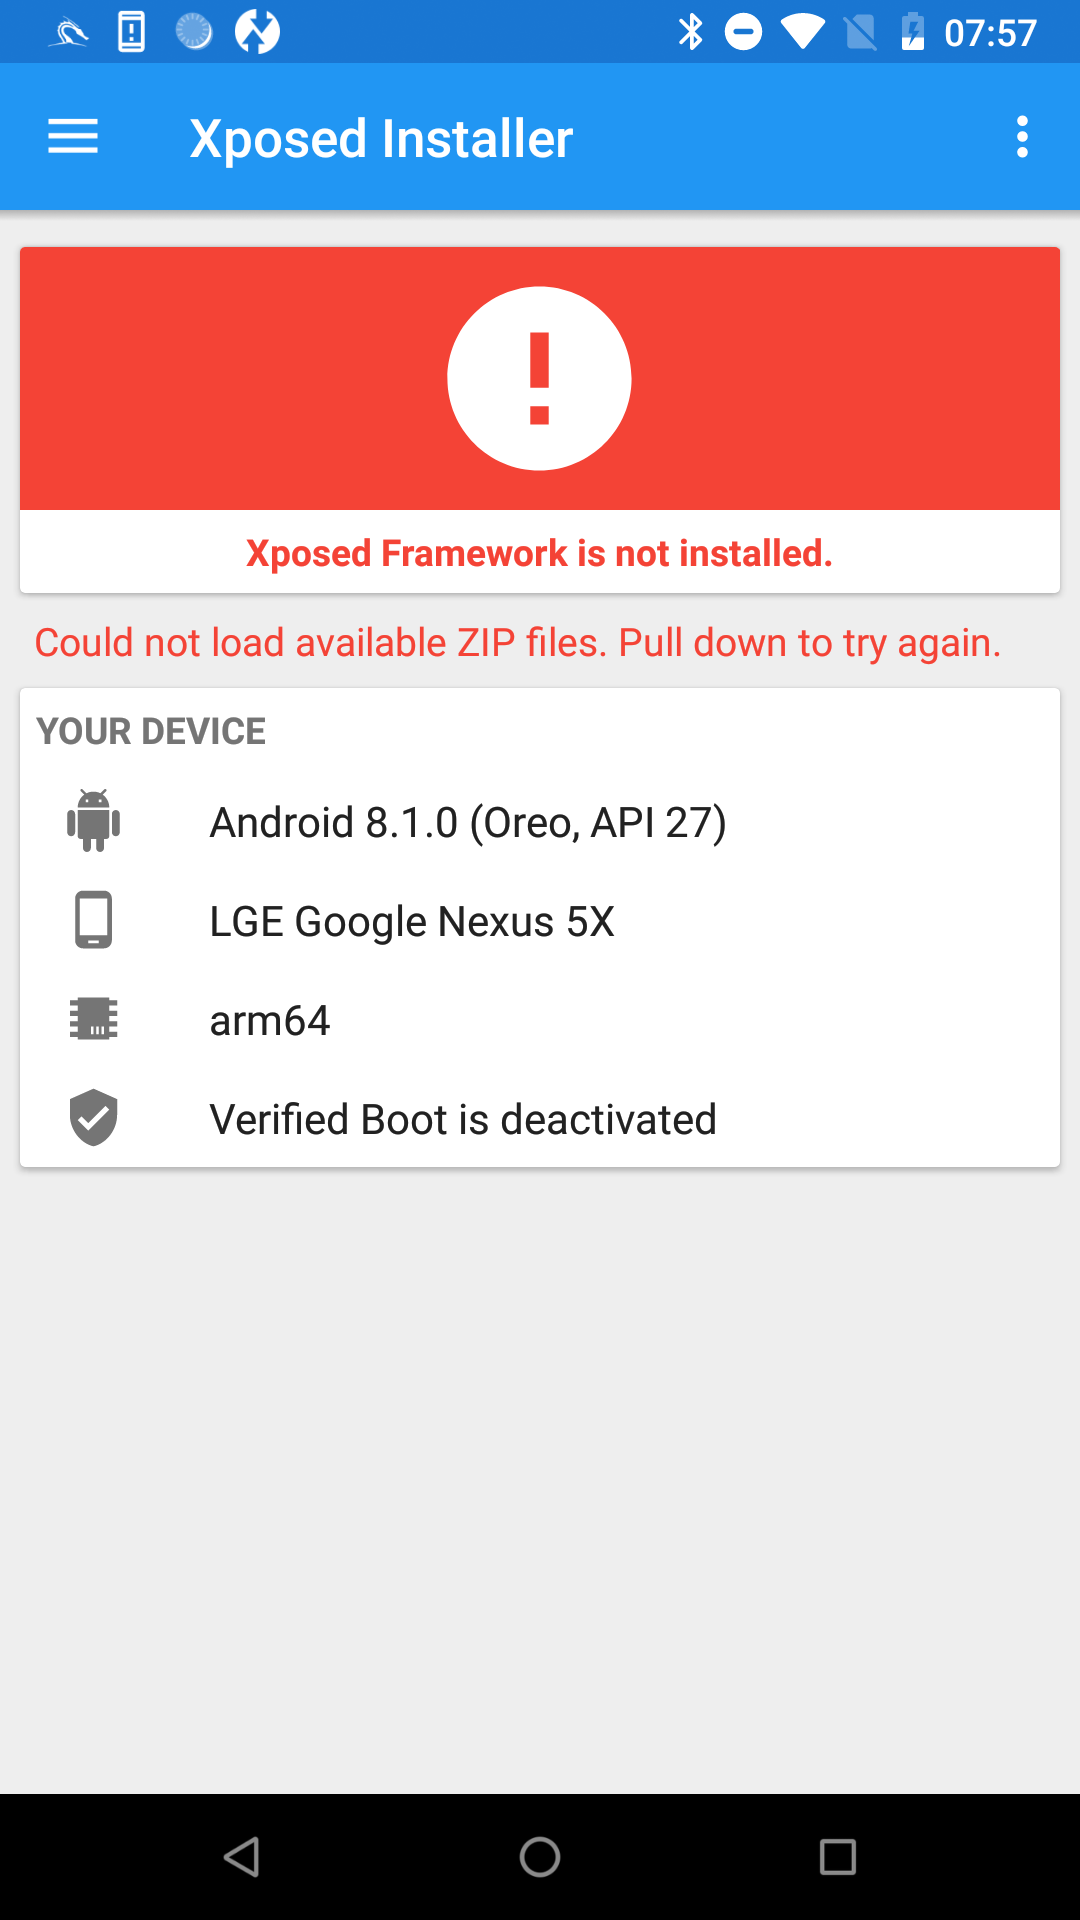 07:57
Xposed Installer
Xposed Framework is not installed.
Could not load available ZIP files. Pull down to try again.
YOUR DEVICE
Android 8.1.0 (Oreo, API 27)
LGE Google Nexus 5X
arm64
Verified Boot is deactivated